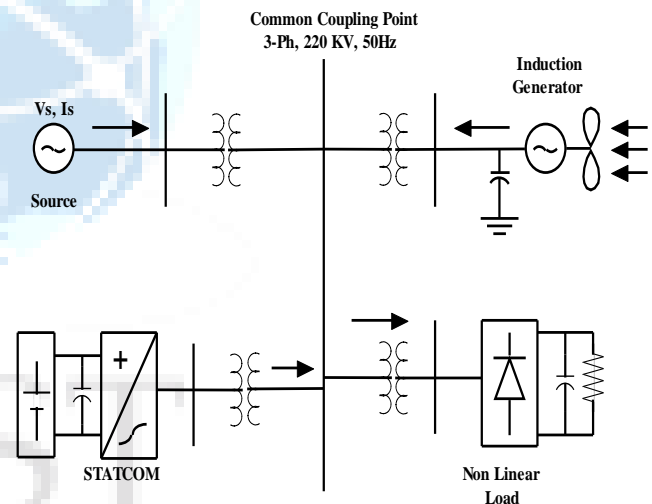 Common Coupling Point
3-Ph, 220 KV, 50Hz
Induction
Generator
Vs, Is
Source
STATCOM
Non Linear
Load